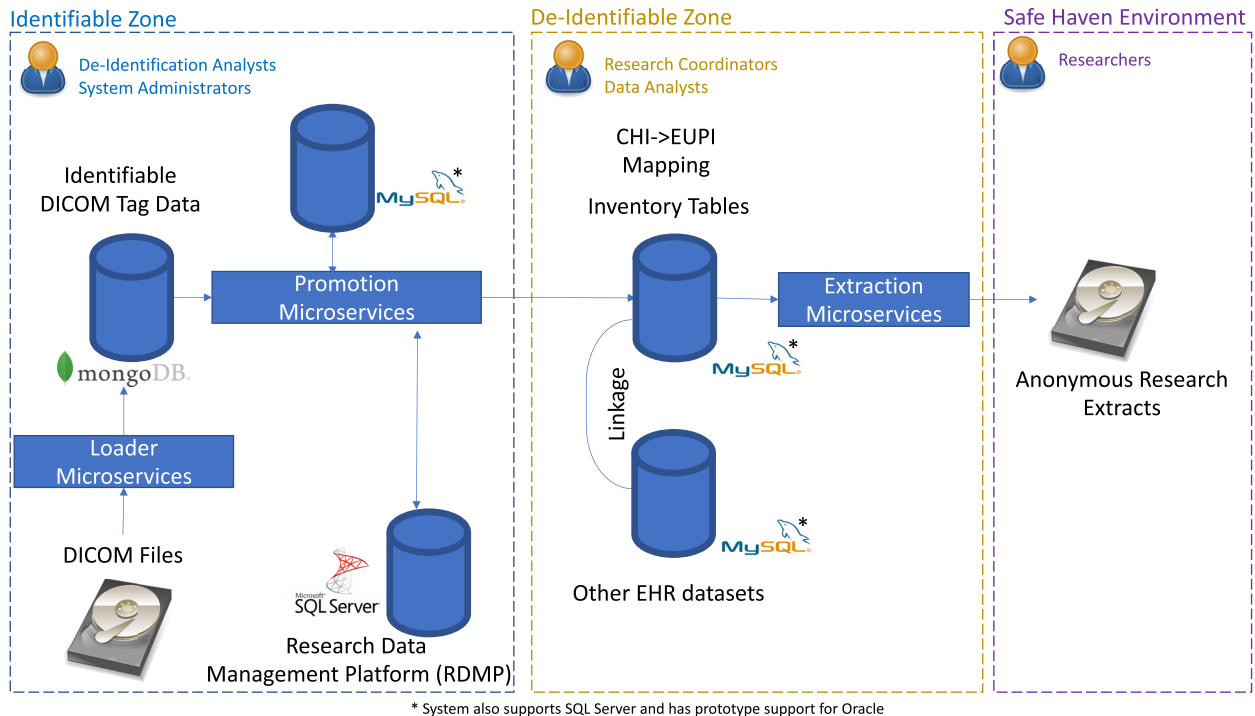 Identifiable Zone
De-Identification Analysts
System Administrators
*
MySQL®
Identifiable
DICOM Tag Data
Promotion
Microservices
mongoDB®
Loader
Microservices
DICOM Files
Microsoft®
SQL Server®
Research Data
Management Platform (RDMP)
De-Identifiable Zone
Research Coordinators
Data Analysts
CHI->EUPI
Mapping
Inventory Tables
*
MySQL®
Extraction
Microservices
Linkage
*
MySQL®
Other EHR datasets
Safe Haven Environment
Researchers
Anonymous Research
Extracts
* System also supports SQL Server and has prototype support for Oracle